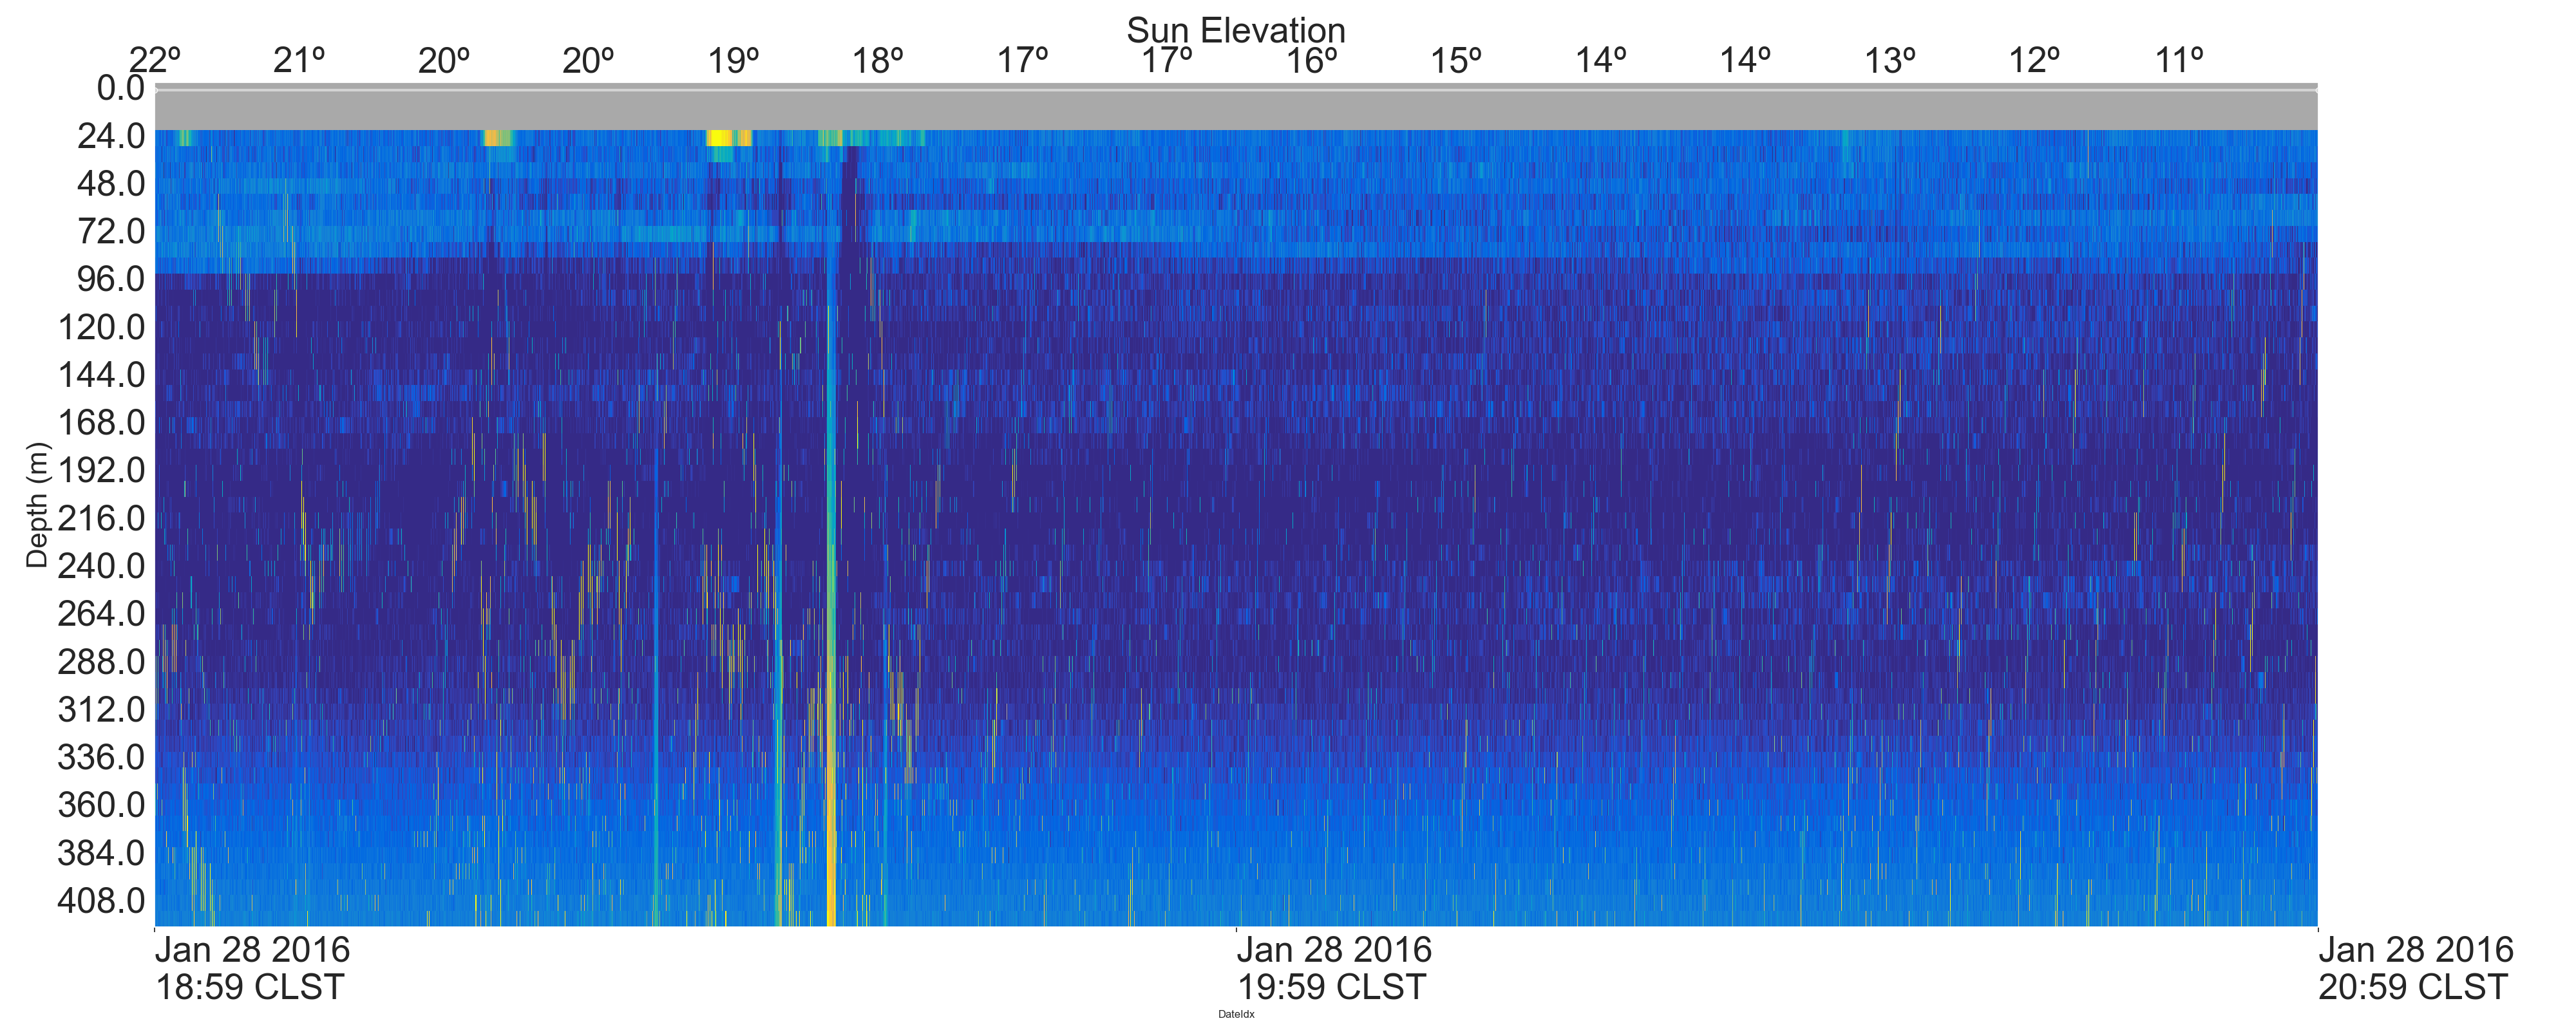 Sun Elevation
22º 21º 20º 20º 19º 18º 17º 17º 16º 15º 14º 14º 13º 12º 11º
0.0
24.0
48.0
72.0
96.0
120.0
144.0
168.0
192.0
216.0
240.0
264.0
288.0
312.0
336.0
360.0
384.0
408.0
Depth (m)
Jan 28 2016
18:59 CLST
Jan 28 2016
19:59 CLST
Jan 28 2016
20:59 CLST
DateIdx